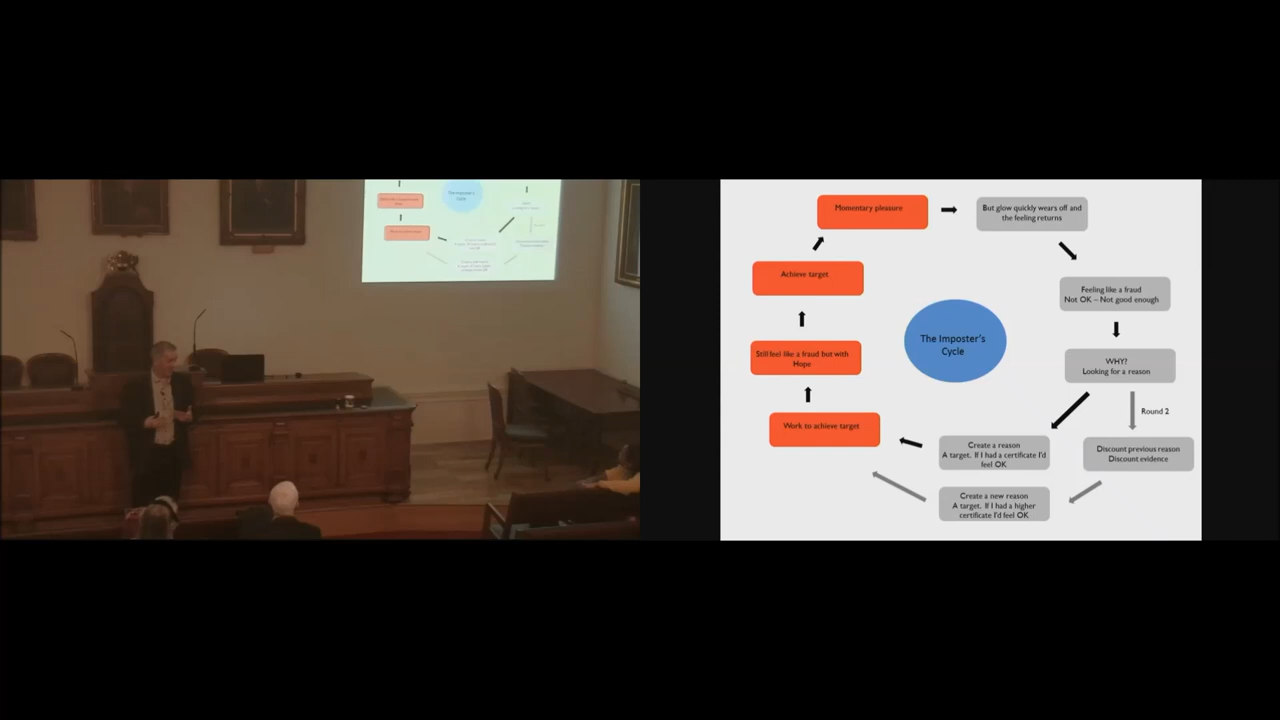 Momentary pleasure
But glow quickly wears off and
the feeling returns
Achieve target
Feeling like a fraud
Not OK – Not good enough
The Imposter's
Cycle
Still feel like a fraud but with
Hope
WHY?
Looking for a reason
Round 2
Work to achieve target
Create a reason
A target. If I had a certificate I'd
feel OK
Discount previous reason
Discount evidence
Create a new reason
A target. If I had a higher
certificate I'd feel OK
The Imposter's
Cycle